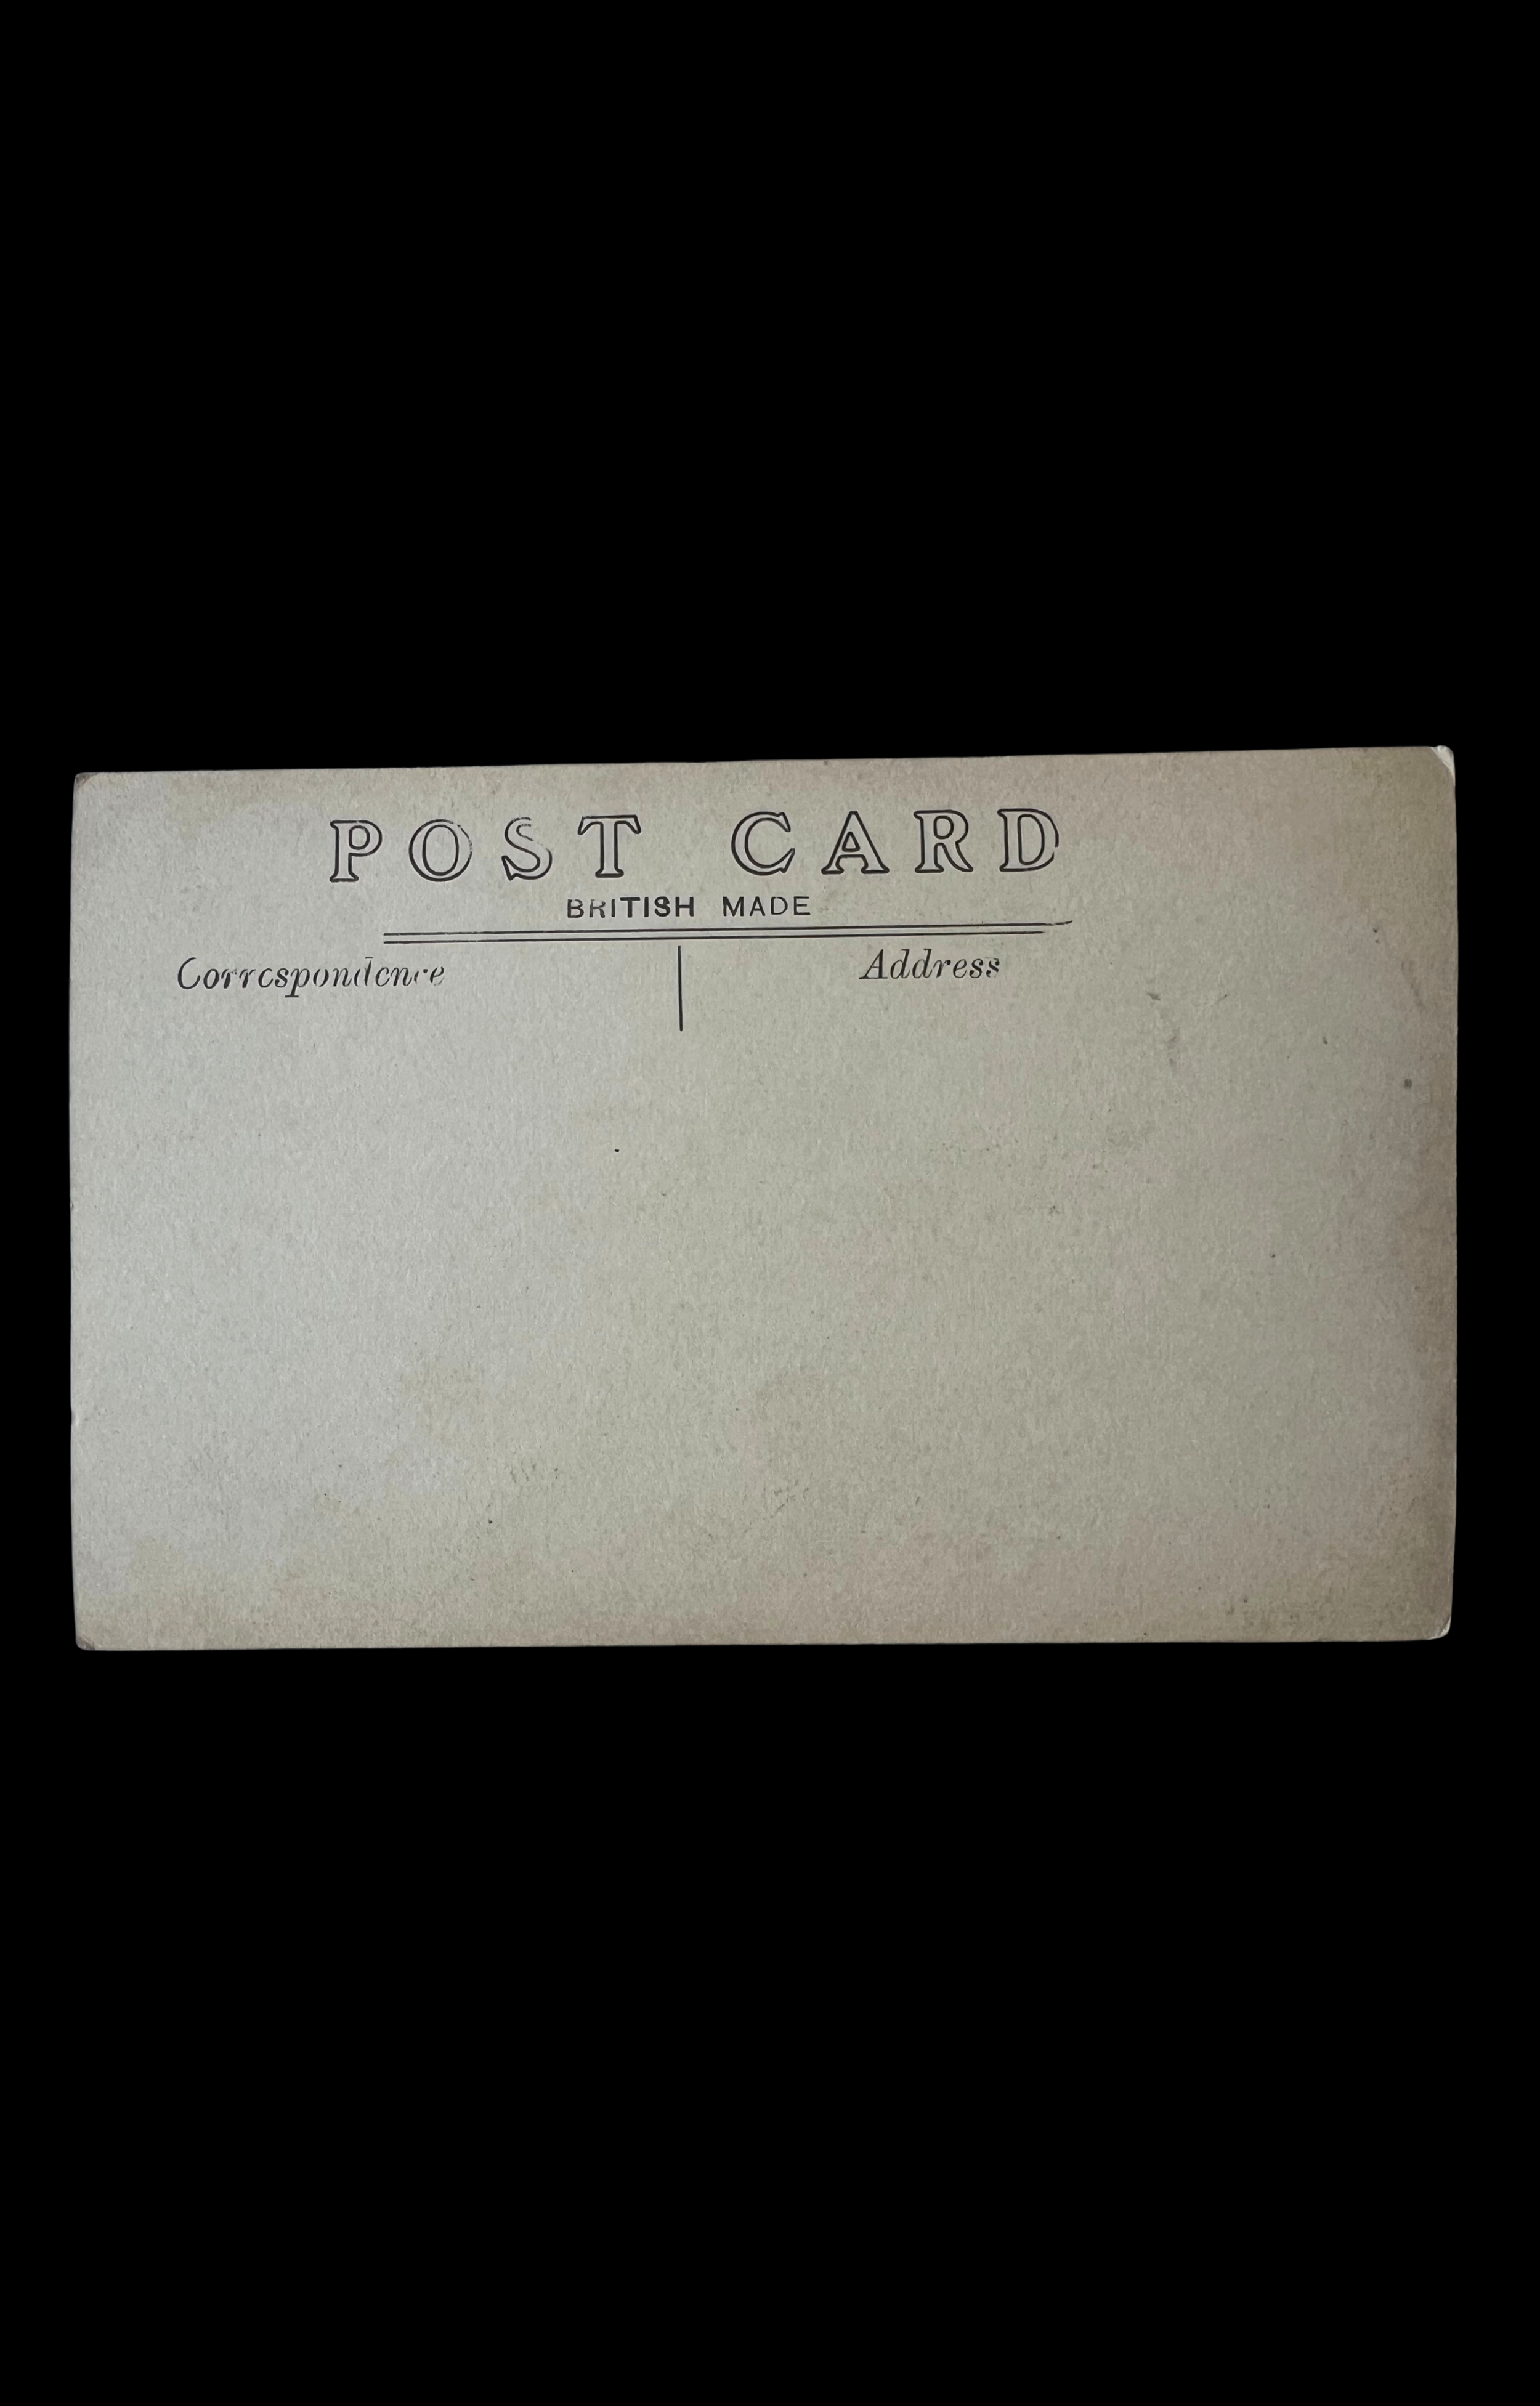 POST CARD
BRITISH MADE
Correspondence
Address